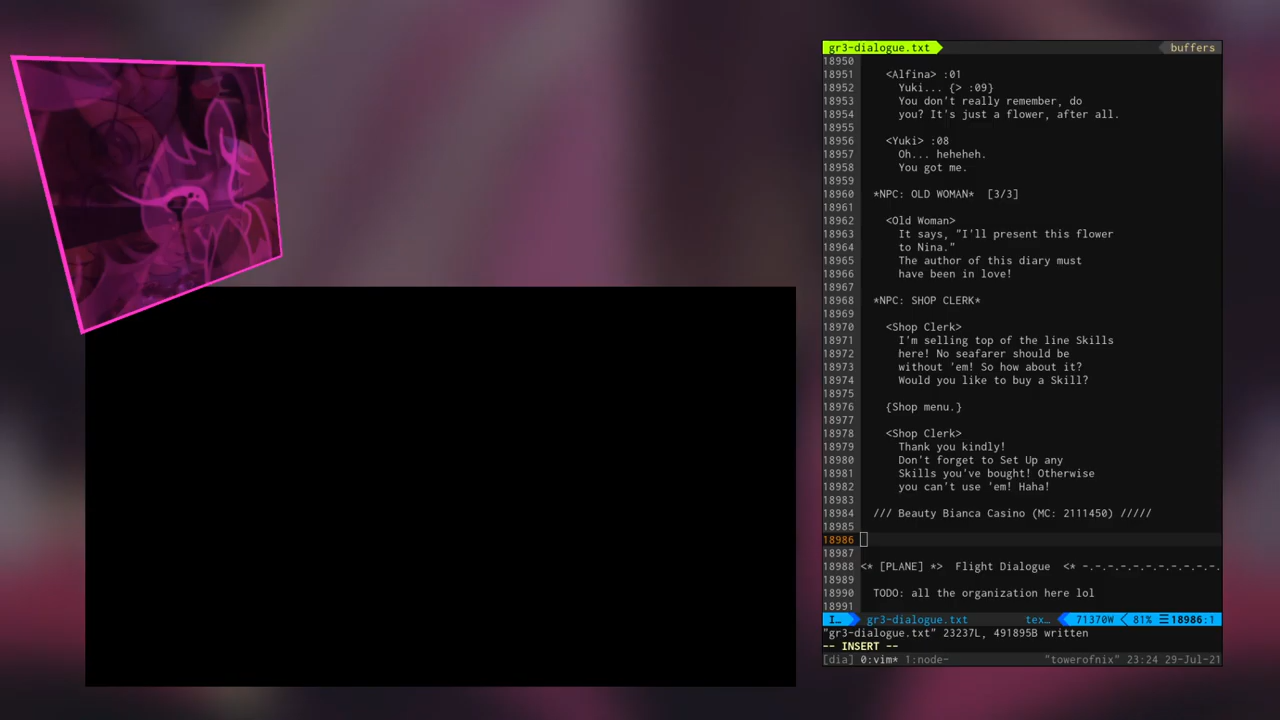 gr3-dialogue.txt buffers
18950
18951 <Alfina> :01
18952 Yuki... {> :09}
18953 You don't really remember, do
18954 you? It's just a flower, after all.
18955
18956 <Yuki> :08
18957 Oh... heheheh.
18958 You got me.
18959
18960 *NPC: OLD WOMAN* [3/3]
18961
18962 <Old Woman>
18963 It says, "I'll present this flower
18964 to Nina."
18965 The author of this diary must
18966 have been in love!
18967
18968 *NPC: SHOP CLERK*
18969
18970 <Shop Clerk>
18971 I'm selling top of the line Skills
18972 here! No seafarer should be
18973 without 'em! So how about it?
18974 Would you like to buy a Skill?
18975
18976 {Shop menu.}
18977
18978 <Shop Clerk>
18979 Thank you kindly!
18980 Don't forget to Set Up any
18981 Skills you've bought! Otherwise
18982 you can't use 'em! Haha!
18983
18984 /// Beauty Bianca Casino (MC: 2111450) /////
18985
18986
18987
18988 <* [PLANE] *> Flight Dialogue <* -.-.-.-.-.-.-.-.-.-.-.
18989
18990 TODO: all the organization here lol
18991
I… gr3-dialogue.txt tex… 71370W 81% ☰18986:1
"gr3-dialogue.txt" 23237L, 491895B written
-- INSERT --
[dia] 0:vim* 1:node- "towerofnix" 23:24 29-Jul-21